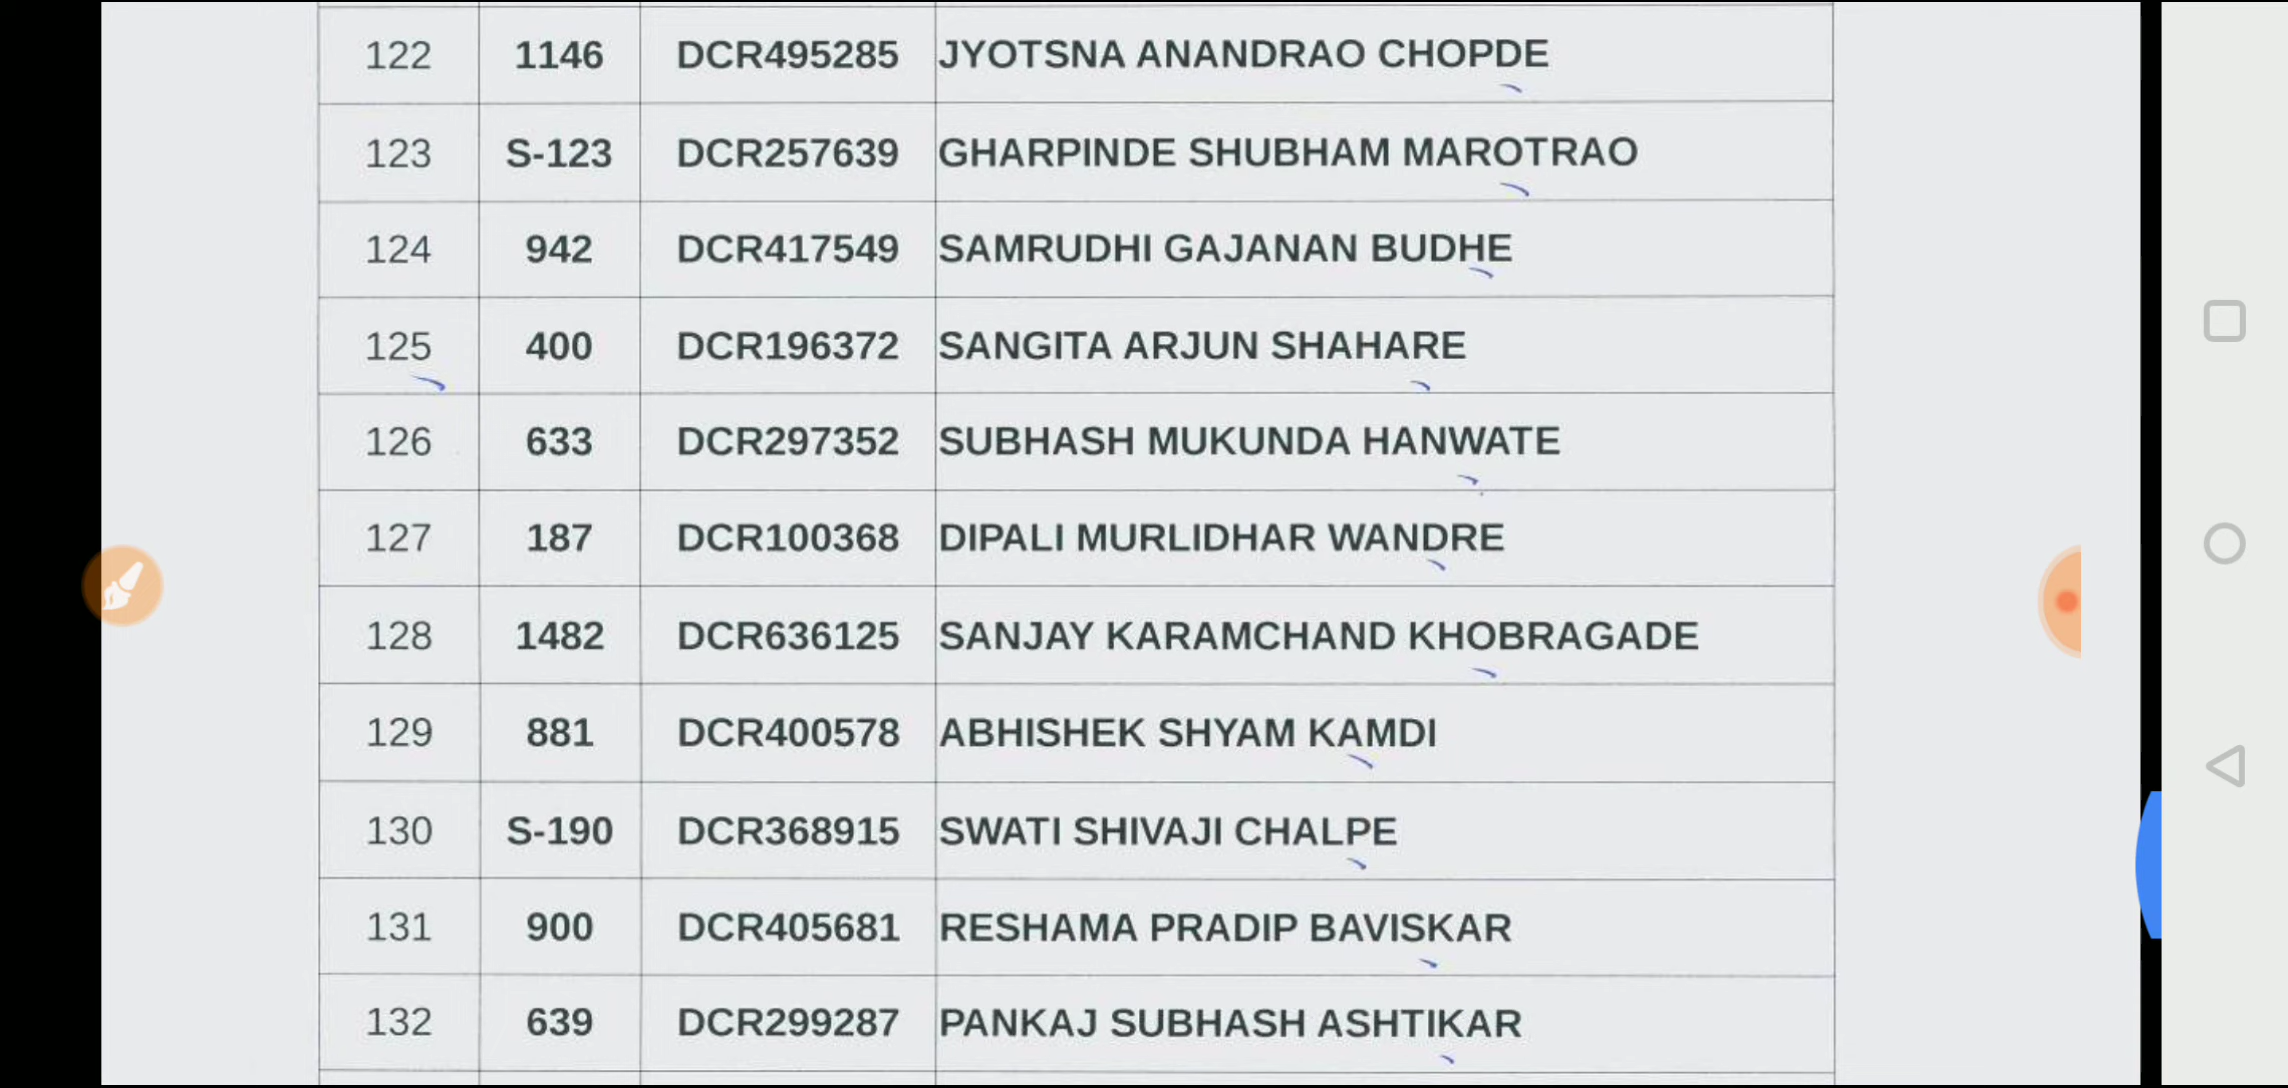 122 1146 DCR495285 JYOTSNA ANANDRAO CHOPDE
123 S-123 DCR257639 GHARPINDE SHUBHAM MAROTRAO
124 942 DCR417549 SAMRUDHI GAJANAN BUDHE
125 400 DCR196372 SANGITA ARJUN SHAHARE
126 633 DCR297352 SUBHASH MUKUNDA HANWATE
127 187 DCR100368 DIPALI MURLIDHAR WANDRE
128 1482 DCR636125 SANJAY KARAMCHAND KHOBRAGADE
129 881 DCR400578 ABHISHEK SHYAM KAMDI
130 S-190 DCR368915 SWATI SHIVAJI CHALPE
131 900 DCR405681 RESHAMA PRADIP BAVISKAR
132 639 DCR299287 PANKAJ SUBHASH ASHTIKAR